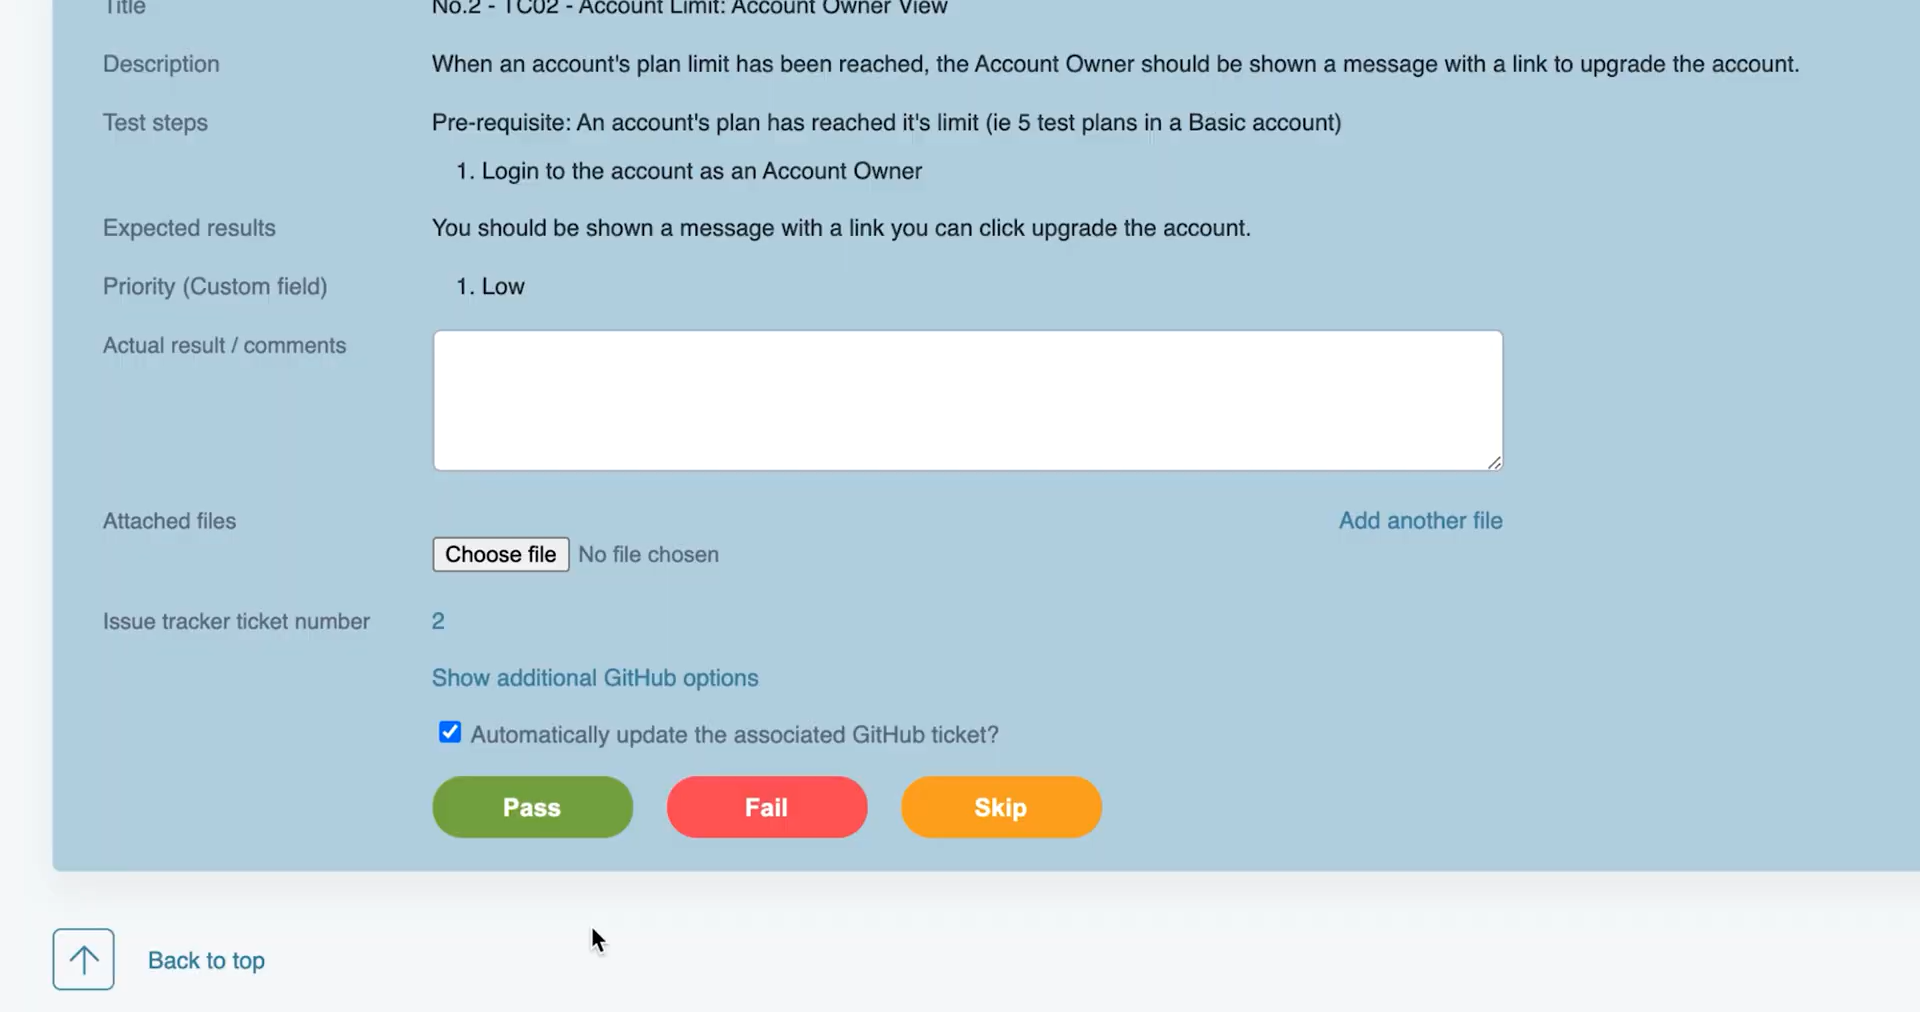 Title
No.2 - TC02 - Account Limit: Account Owner View
Description
When an account's plan limit has been reached, the Account Owner should be shown a message with a link to upgrade the account.
Test steps
Pre-requisite: An account's plan has reached it's limit (ie 5 test plans in a Basic account)
1. Login to the account as an Account Owner
Expected results
You should be shown a message with a link you can click upgrade the account.
Priority (Custom field)
1. Low
Actual result / comments
Attached files
Add another file
Choose file No file chosen
Issue tracker ticket number
2
Show additional GitHub options
Automatically update the associated GitHub ticket?
Pass
Fail
Skip
Back to top